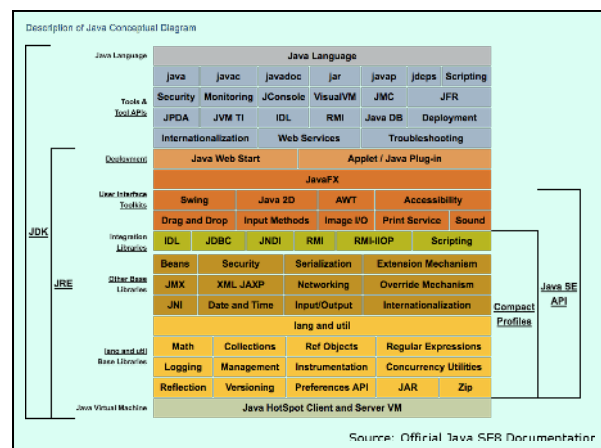 Description of Java Conceptual Diagram
Java Language
Java Language
java javac javadoc jar javap jdeps Scripting
Tools &
Tool APIs
Security Monitoring JConsole VisualVM JMC JFR
JPDA JVM TI IDL RMI Java DB Deployment
Internationalization Web Services Troubleshooting
Deployment
Java Web Start Applet / Java Plug-in
JavaFX
User Interface
Toolkits
Swing Java 2D AWT Accessibility
Drag and Drop Input Methods Image I/O Print Service Sound
Integration
Libraries
IDL JDBC JNDI RMI RMI-IIOP Scripting
JDK
JRE
Other Base
Libraries
Beans Security Serialization Extension Mechanism
JMX XML JAXP Networking Override Mechanism
JNI Date and Time Input/Output Internationalization
Java SE
API
Compact
Profiles
lang and util
lang and util
Base Libraries
Math Collections Ref Objects Regular Expressions
Logging Management Instrumentation Concurrency Utilities
Reflection Versioning Preferences API JAR Zip
Java Virtual Machine
Java HotSpot Client and Server VM
Source: Official Java SE8 Documentation